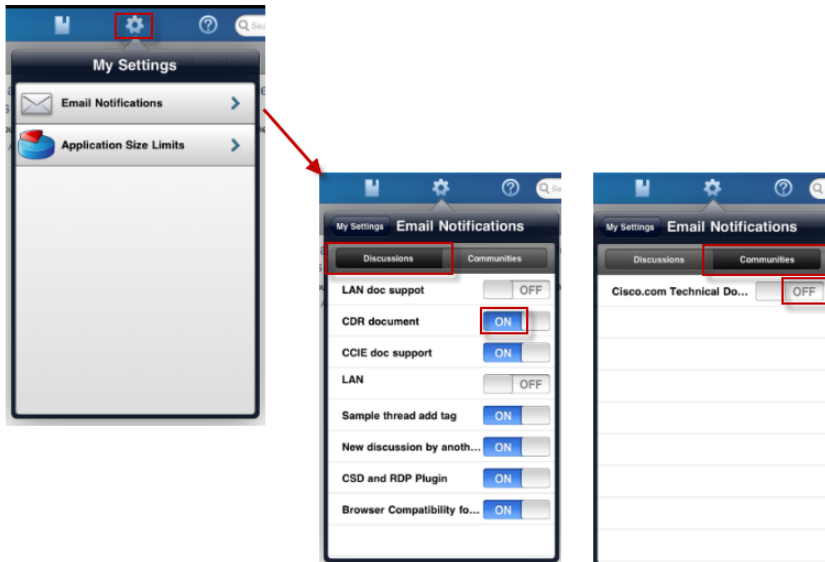 My Settings
Email Notifications
Application Size Limits
My Settings Email Notifications
Discussions Communities
LAN doc suppot OFF
CDR document ON
CCIE doc support ON
LAN OFF
Sample thread add tag ON
New discussion by anoth... ON
CSD and RDP Plugin ON
Browser Compatibility fo... ON
My Settings Email Notifications
Discussions Communities
Cisco.com Technical Do... OFF